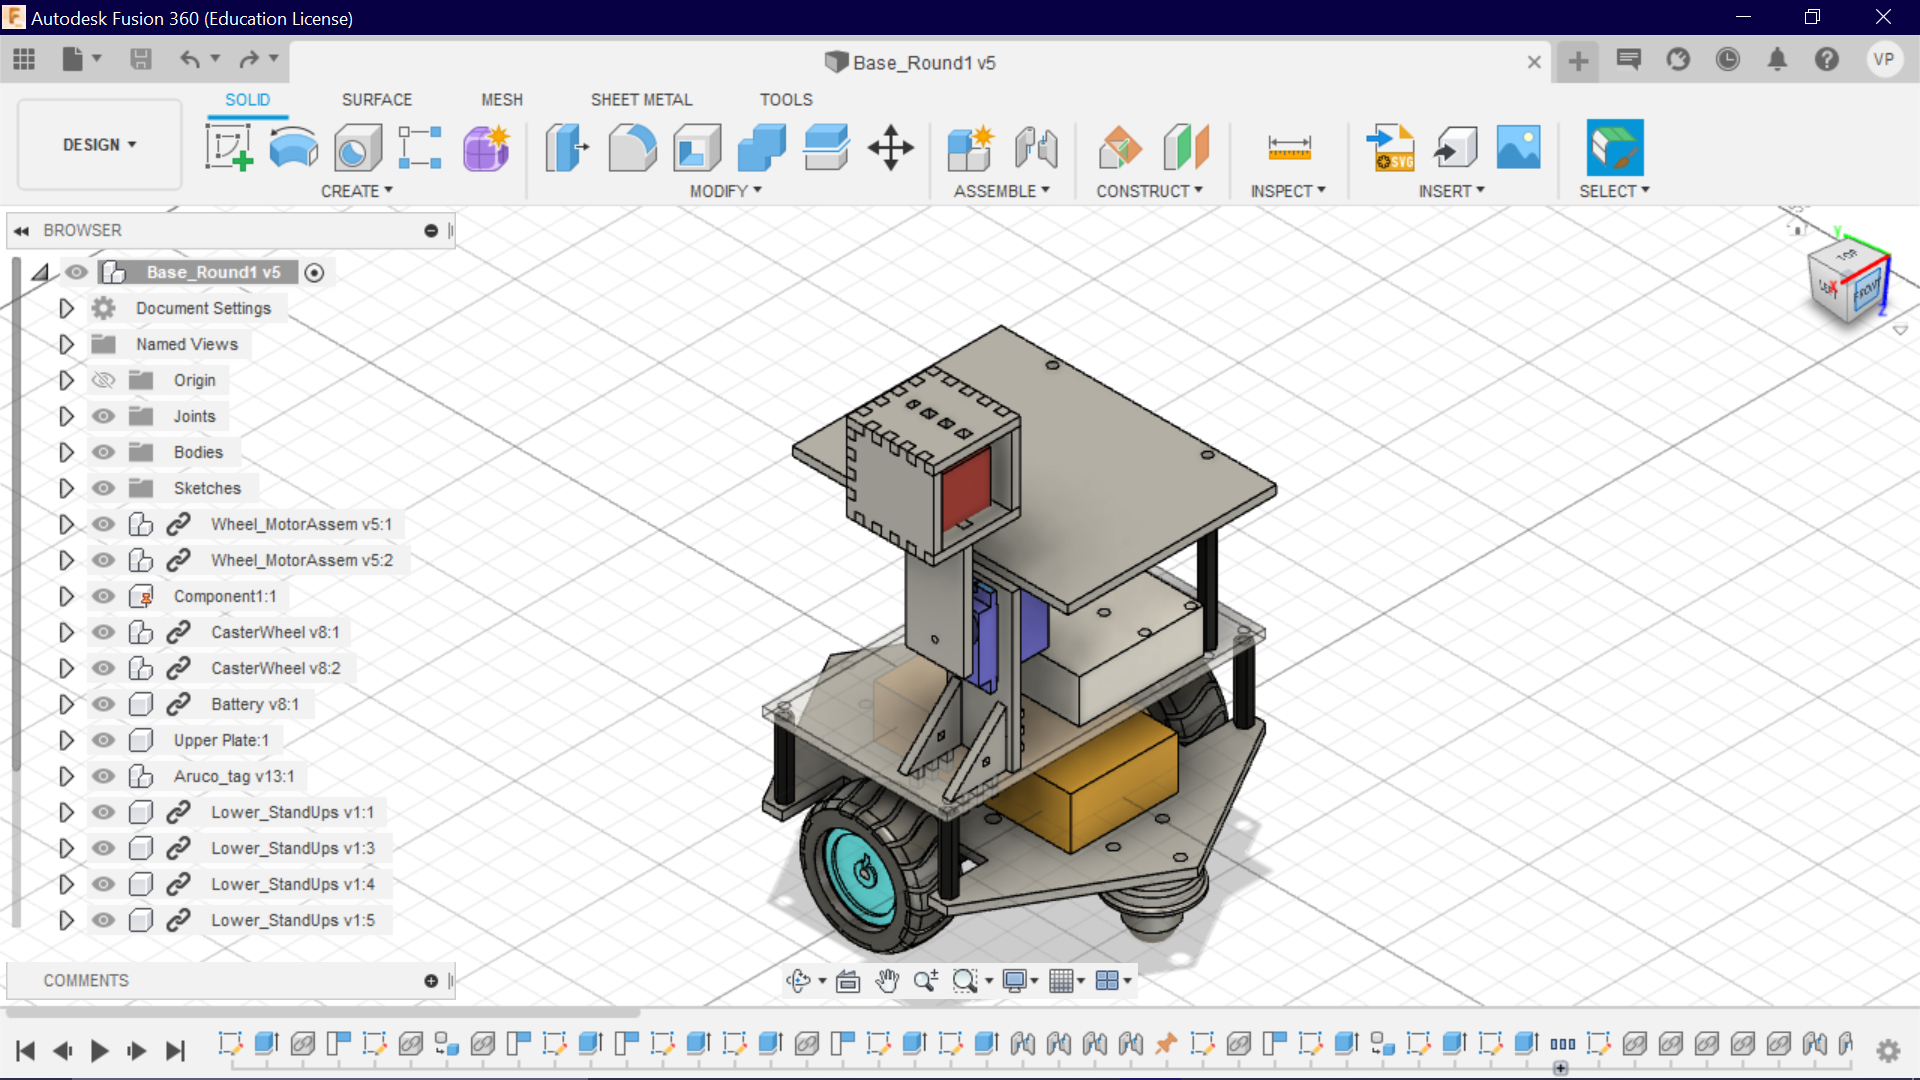 Autodesk Fusion 360 (Education License)
Base_Round1 v5
VP
SOLID SURFACE MESH SHEET METAL TOOLS
DESIGN
SVG
CREATE MODIFY ASSEMBLE CONSTRUCT INSPECT INSERT SELECT
BROWSER
Base_Round1 v5
Document Settings
Named Views
Origin
Joints
Bodies
Sketches
Wheel_MotorAssem v5:1
Wheel_MotorAssem v5:2
Component1:1
CasterWheel v8:1
CasterWheel v8:2
Battery v8:1
Upper Plate:1
Aruco_tag v13:1
Lower_StandUps v1:1
Lower_StandUps v1:3
Lower_StandUps v1:4
Lower_StandUps v1:5
COMMENTS
Y
TOP
LEFT
X
FRONT
Z